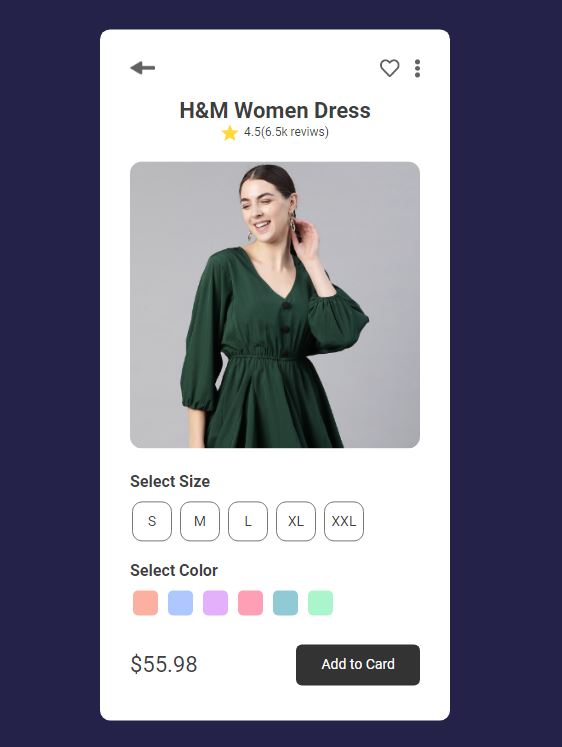 H&M Women Dress
4.5(6.5k reviws)
Select Size
S M L XL XXL
Select Color
$55.98 Add to Card